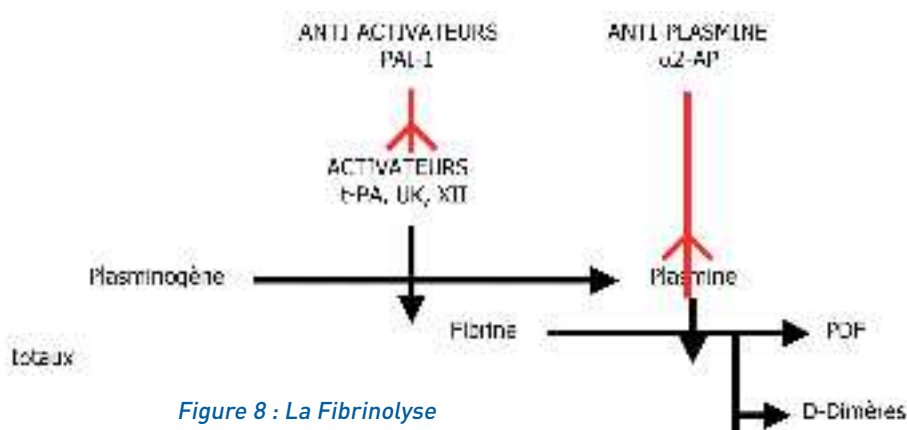 ANTI ACTIVATEURS
PAI-1
ANTI PLASMINE
α2-AP
ACTIVATEURS
t-PA, UK, XII
Plasminogène
Plasmine
Fibrine
PDF
totaux
D-Dimères
Figure 8 : La Fibrinolyse